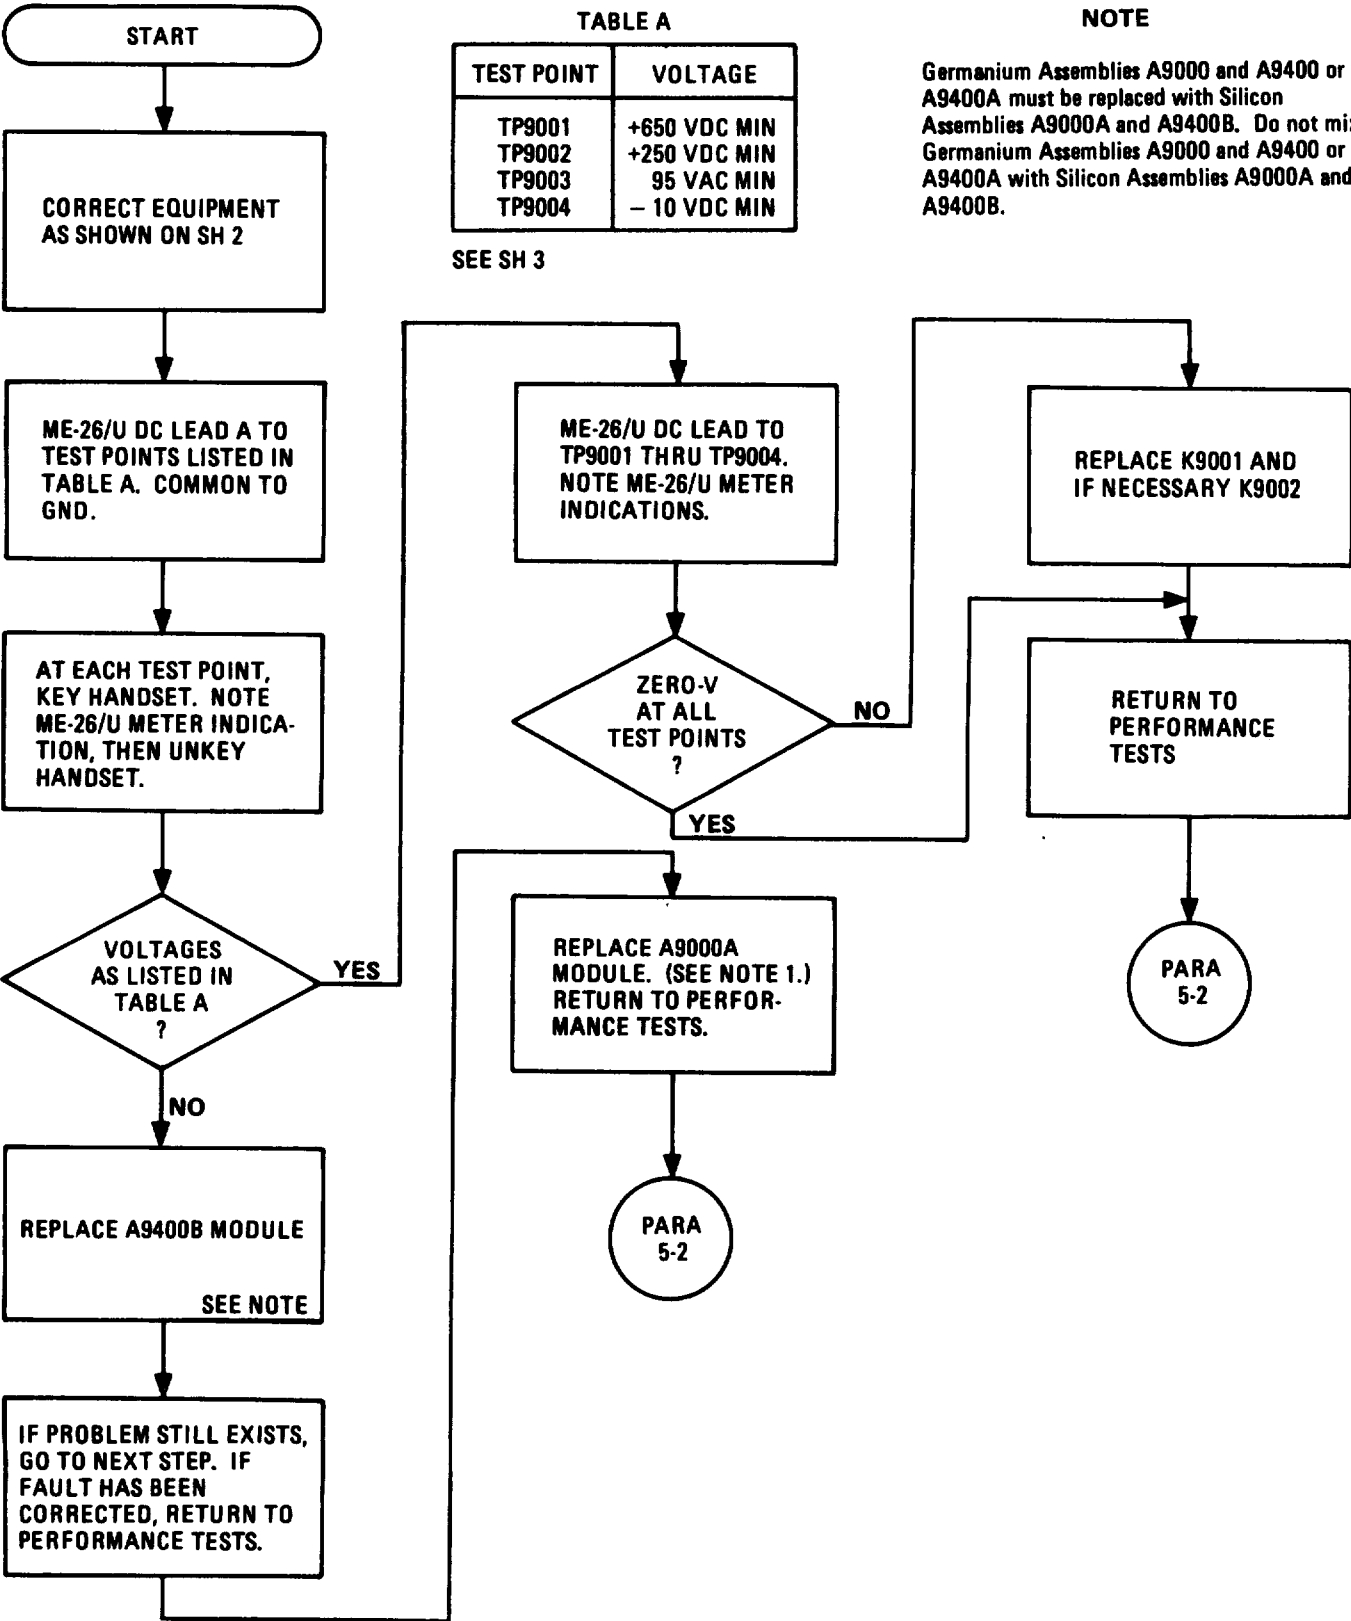 START
CORRECT EQUIPMENT
AS SHOWN ON SH 2
ME-26/U DC LEAD A TO
TEST POINTS LISTED IN
TABLE A. COMMON TO
GND.
AT EACH TEST POINT,
KEY HANDSET. NOTE
ME-26/U METER INDICA-
TION, THEN UNKEY
HANDSET.
VOLTAGES
AS LISTED IN
TABLE A
?
YES
NO
REPLACE A9400B MODULE
SEE NOTE
IF PROBLEM STILL EXISTS,
GO TO NEXT STEP. IF
FAULT HAS BEEN
CORRECTED, RETURN TO
PERFORMANCE TESTS.
TABLE A
TEST POINT VOLTAGE
TP9001 +650 VDC MIN
TP9002 +250 VDC MIN
TP9003 95 VAC MIN
TP9004 – 10 VDC MIN
SEE SH 3
ME-26/U DC LEAD TO
TP9001 THRU TP9004.
NOTE ME-26/U METER
INDICATIONS.
ZERO-V
AT ALL
TEST POINTS
?
NO
YES
REPLACE A9000A
MODULE. (SEE NOTE 1.)
RETURN TO PERFOR-
MANCE TESTS.
PARA
5-2
NOTE
Germanium Assemblies A9000 and A9400 or
A9400A must be replaced with Silicon
Assemblies A9000A and A9400B. Do not
Germanium Assemblies A9000 and A9400 or
A9400A with Silicon Assemblies A9000A and
A9400B.
REPLACE K9001 AND
IF NECESSARY K9002
RETURN TO
PERFORMANCE
TESTS
PARA
5-2